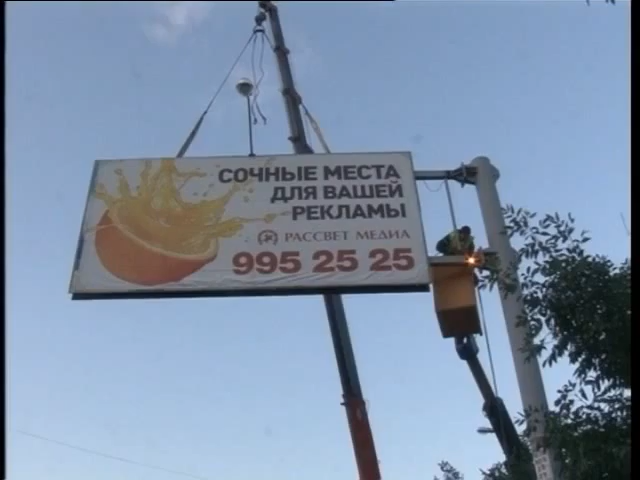 СОЧНЫЕ МЕСТА
ДЛЯ ВАШЕЙ
РЕКЛАМЫ
РАССВЕТ МЕДИА
995 25 25